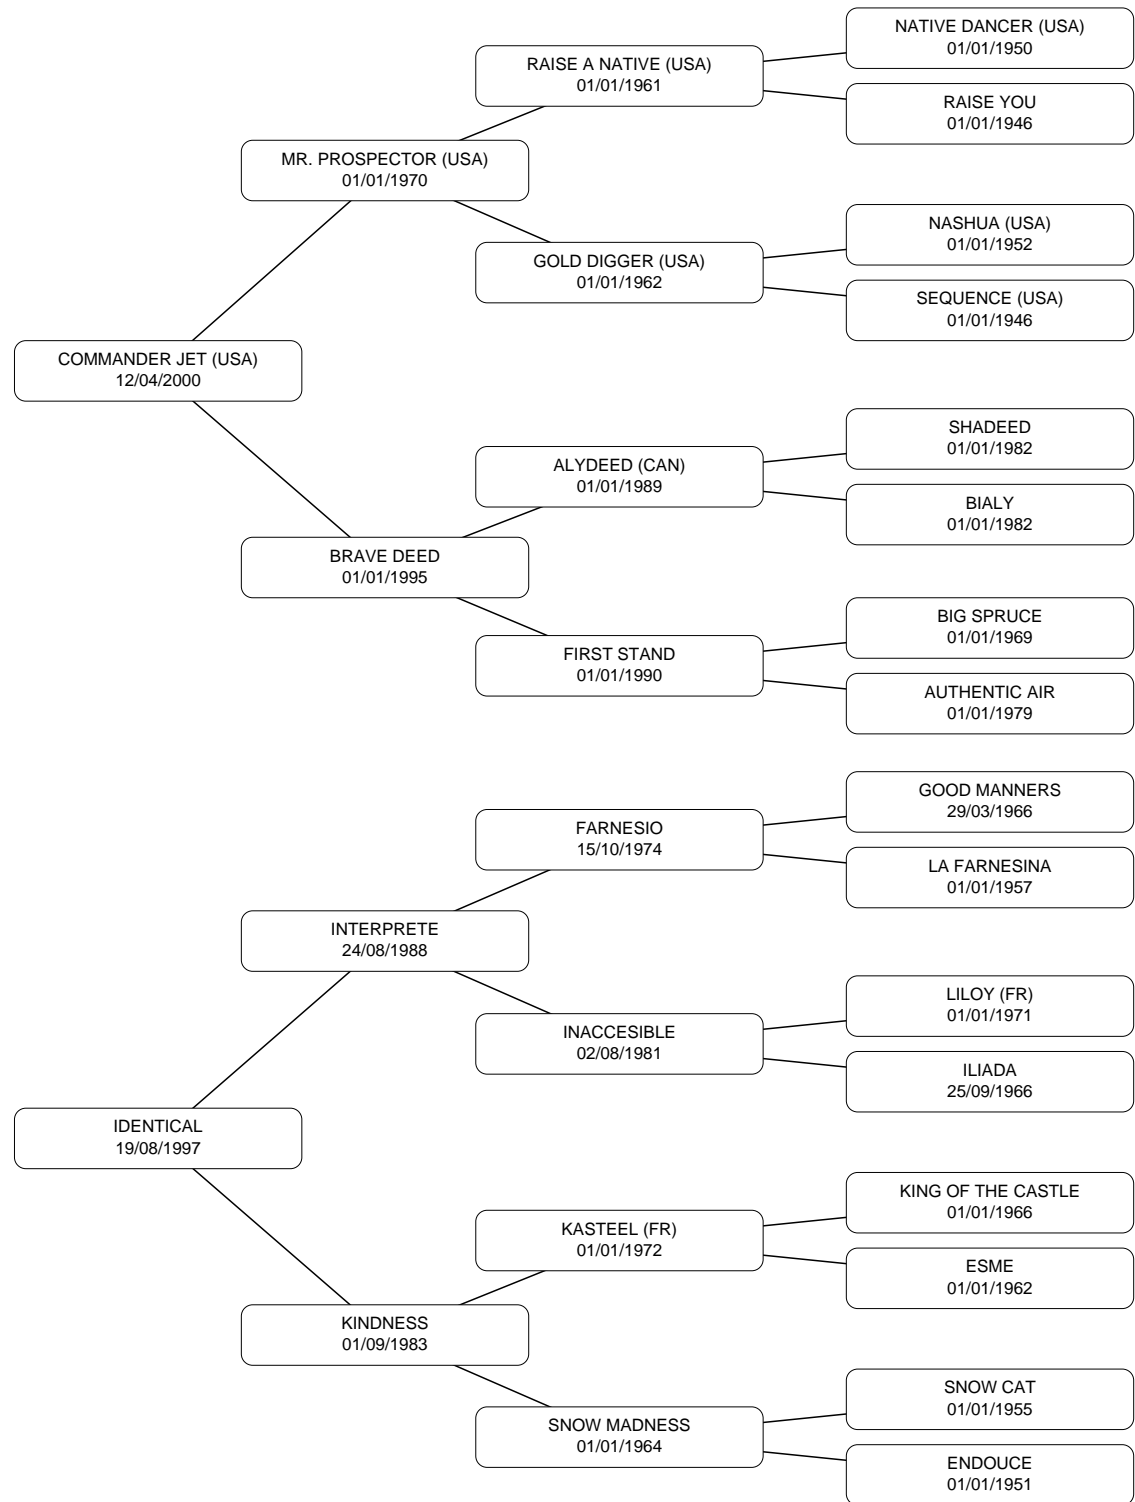 NATIVE DANCER (USA)
01/01/1950
RAISE A NATIVE (USA)
01/01/1961
RAISE YOU
01/01/1946
MR. PROSPECTOR (USA)
01/01/1970
NASHUA (USA)
01/01/1952
GOLD DIGGER (USA)
01/01/1962
SEQUENCE (USA)
01/01/1946
COMMANDER JET (USA)
12/04/2000
SHADEED
01/01/1982
ALYDEED (CAN)
01/01/1989
BIALY
01/01/1982
BRAVE DEED
01/01/1995
BIG SPRUCE
01/01/1969
FIRST STAND
01/01/1990
AUTHENTIC AIR
01/01/1979
GOOD MANNERS
29/03/1966
FARNESIO
15/10/1974
LA FARNESINA
01/01/1957
INTERPRETE
24/08/1988
LILOY (FR)
01/01/1971
INACCESIBLE
02/08/1981
ILIADA
25/09/1966
IDENTICAL
19/08/1997
KING OF THE CASTLE
01/01/1966
KASTEEL (FR)
01/01/1972
ESME
01/01/1962
KINDNESS
01/09/1983
SNOW CAT
01/01/1955
SNOW MADNESS
01/01/1964
ENDOUCE
01/01/1951